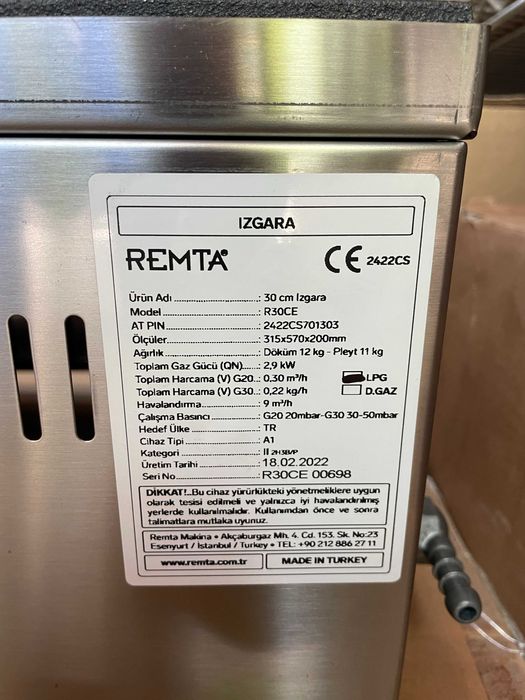 IZGARA
REMTA®
CE 2422CS
Ürün Adı ..................: 30 cm Izgara
Model ..................: R30CE
AT PIN ..................: 2422CS701303
Ölçüler ..................: 315x570x200mm
Ağırlık ..................: Döküm 12 kg - Pleyt 11 kg
Toplam Gaz Gücü (QN).....: 2,9 kW
Toplam Harcama (V) G20..: 0.30 m³/h LPG
Toplam Harcama (V) G30..: 0,22 kg/h D.GAZ
Havalandırma ..................: 9 m³/h
Çalışma Basıncı ..................: G20 20mbar-G30 30-50mbar
Hedef Ülke ..................: TR
Cihaz Tipi ..................: A1
Kategori ..................: II 2H3B/P
Üretim Tarihi ..................: 18.02.2022
Seri No ..................: R30CE 00698
DİKKAT!..Bu cihaz yürürlükteki yönetmeliklere uygun
olarak tesisi edilmeli ve yalnızca iyi havalandırılmış
yerlerde kullanılmalıdır. Kullanımdan önce ve sonra
talimatlara mutlaka uyunuz.
Remta Makina • Akçaburgaz Mh. 4. Cd. 153. Sk. No:23
Esenyurt / İstanbul / Turkey • TEL: +90 212 886 27 11
www.remta.com.tr
MADE IN TURKEY